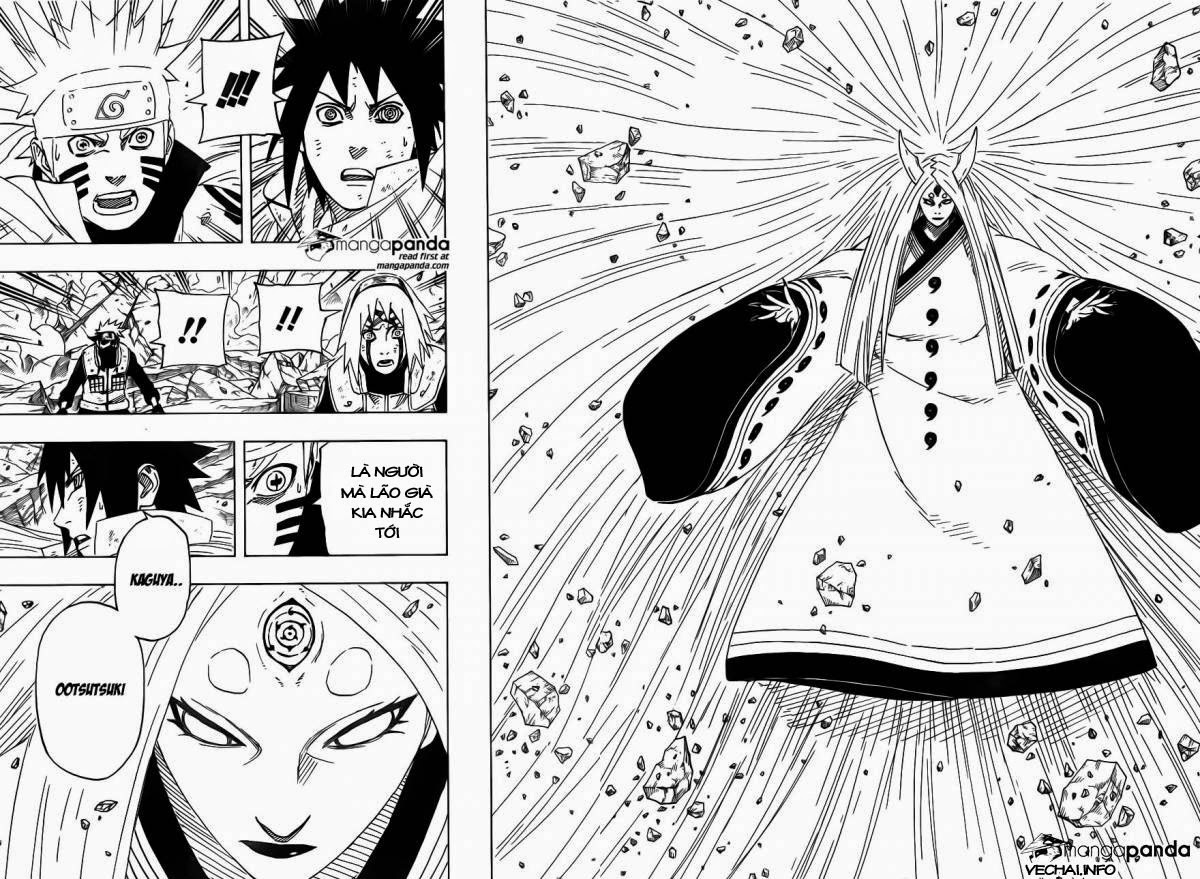 !!!
mangapanda
read first at
mangapanda.com
!!
!!
LÀ NGƯỜI
MÀ LÃO GIÀ
KIA NHẮC
TỚI
KAGUYA..
OOTSUTSUKI
mangapanda
VECHAI.INFO